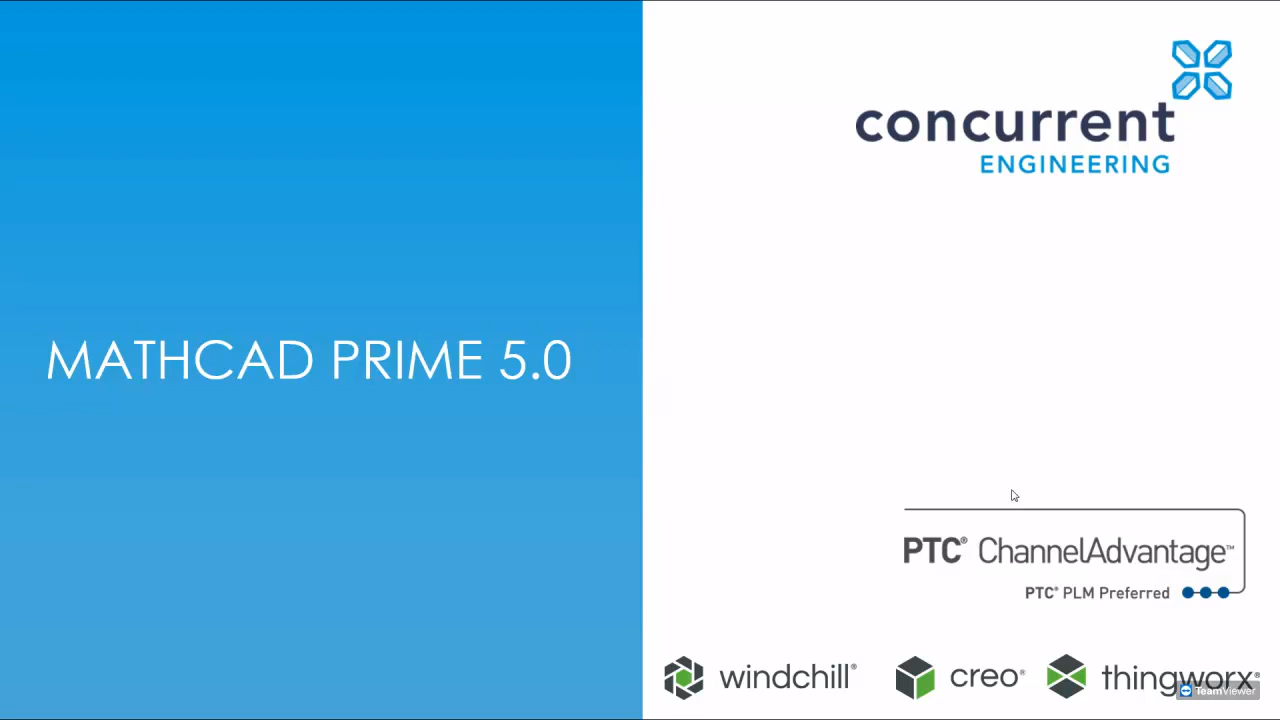 MATHCAD PRIME 5.0
concurrent
ENGINEERING
PTC® ChannelAdvantage™
PTC® PLM Preferred
windchill® creo® thingworx®
TeamViewer